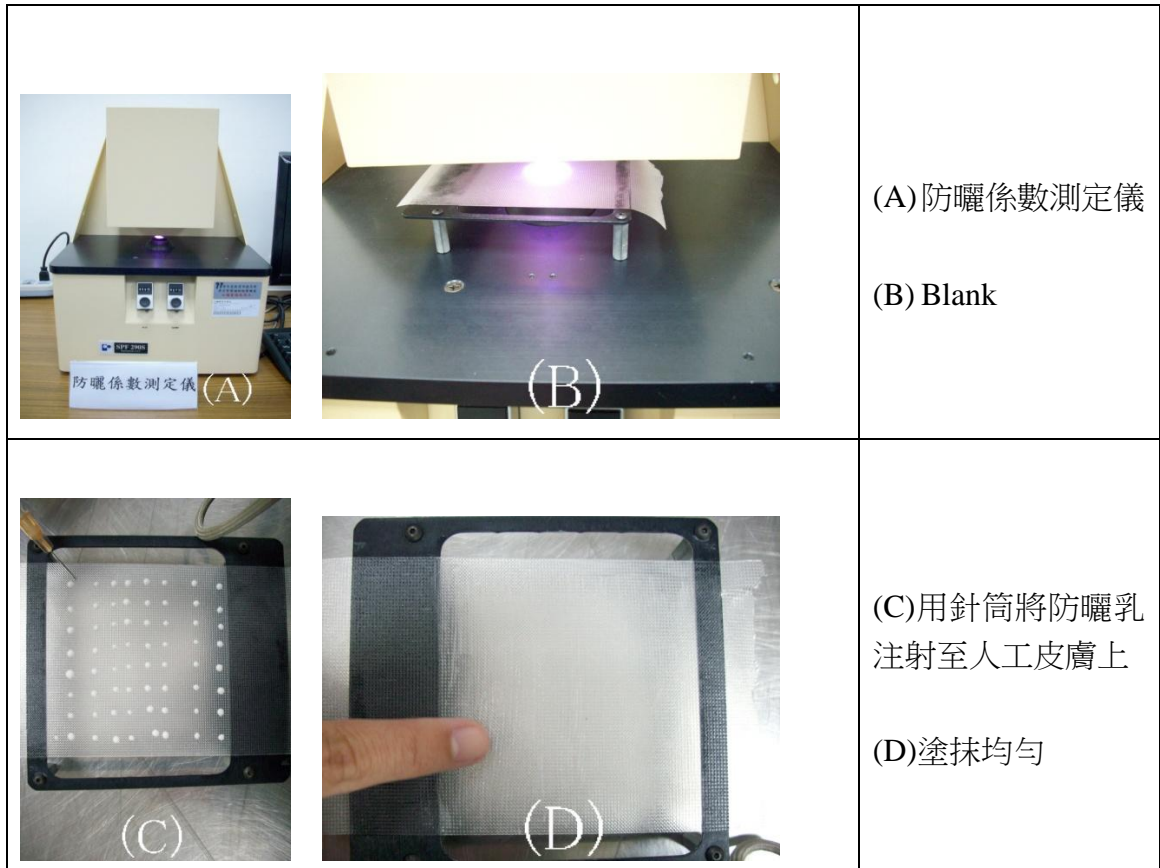 防曬係數測定儀
(A)
SPF 290S
(B)
(A)防曬係數測定儀
(B) Blank
(C)
(D)
(C)用針筒將防曬乳
注射至人工皮膚上
(D)塗抹均勻